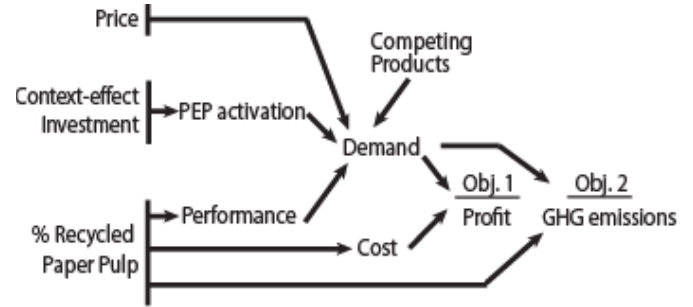 Price
Competing
Products
Context-effect
Investment
PEP activation
Demand
Obj. 1
Profit
Obj. 2
GHG emissions
Performance
% Recycled
Paper Pulp
Cost